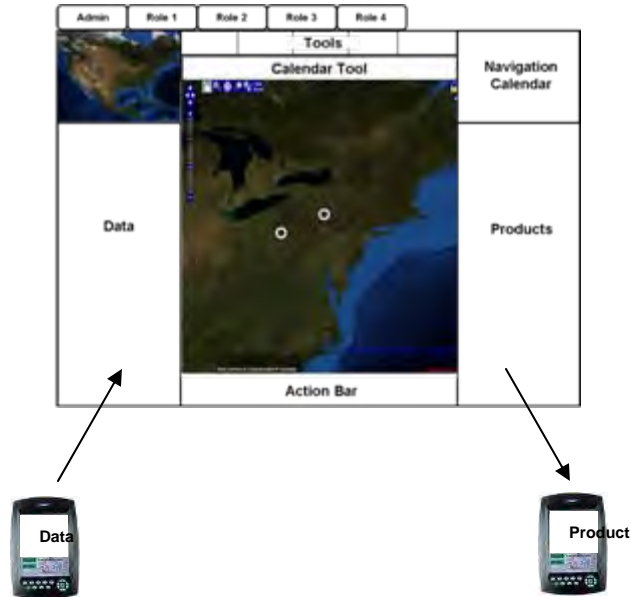 Admin Role 1 Role 2 Role 3 Role 4
Tools
Calendar Tool
Navigation
Calendar
Data
Products
Action Bar
Data
Product